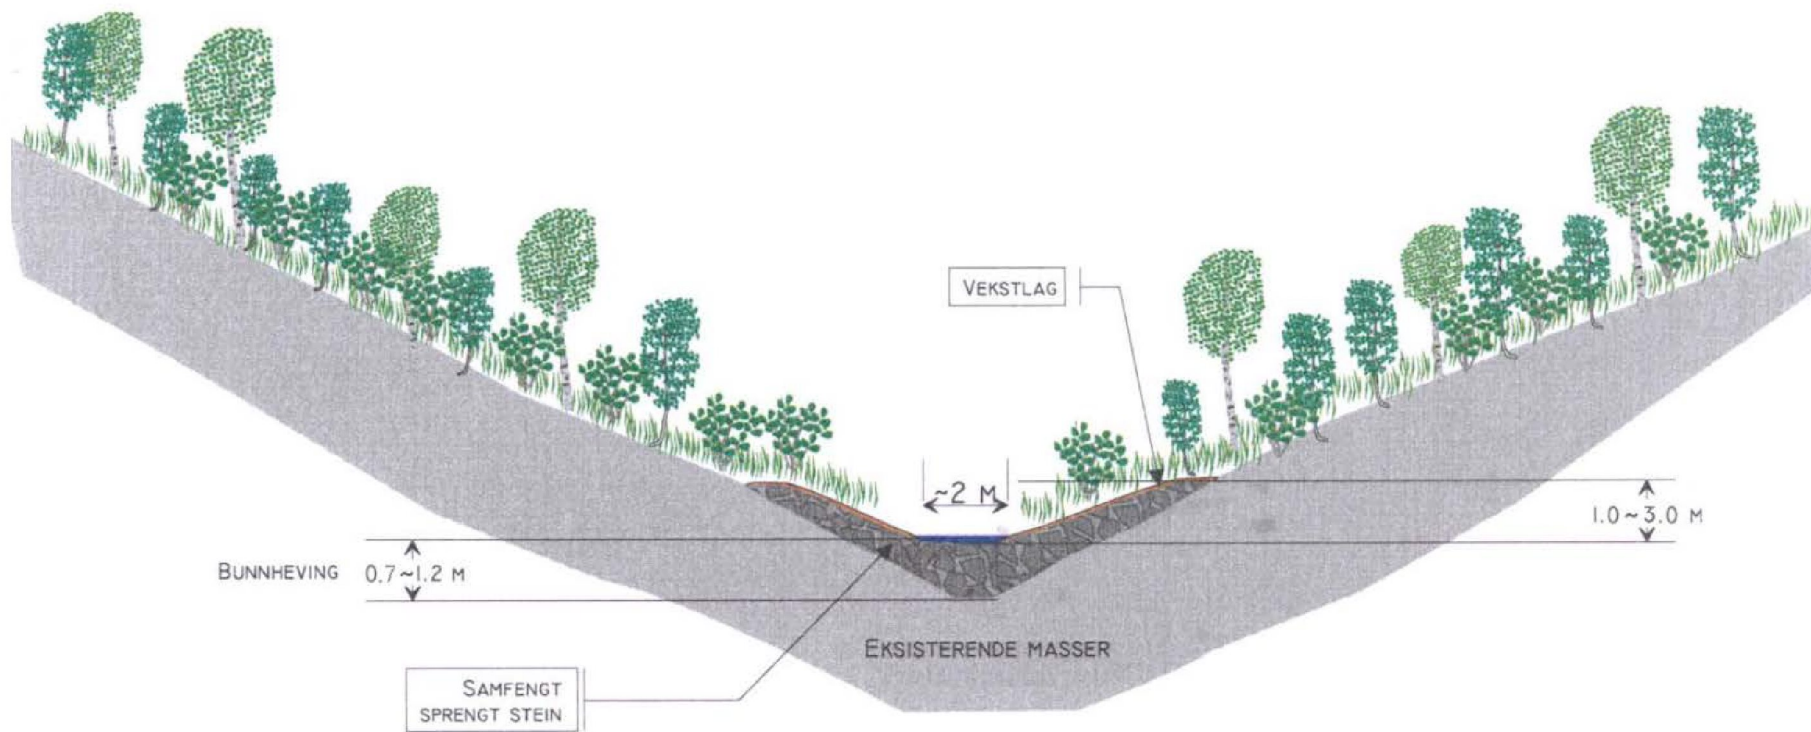 VEKSTLAG
~2 M
1.0~3.0 M
BUNNHEVING 0.7~1.2 M
EKSISTERENDE MASSER
SAMFENGT
SPRENGT STEIN